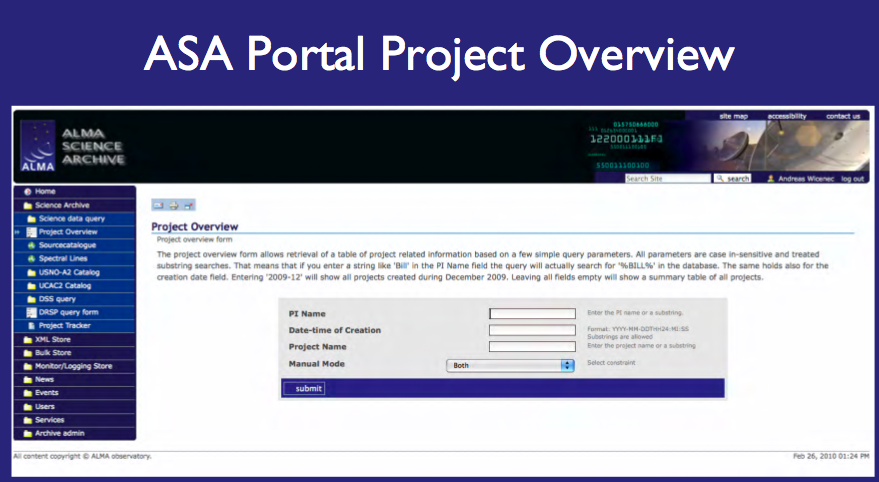 ASA Portal Project Overview
site map accessibility contact us
ALMA
SCIENCE
ARCHIVE
ALMA
Search Site search Andreas Wicenec log out
Home
Science Archive
Science data query
Project Overview
Sourcecatalogue
Spectral Lines
USNO-A2 Catalog
UCAC2 Catalog
DSS query
DRSP query form
Project Tracker
XML Store
Bulk Store
Monitor/Logging Store
News
Events
Users
Services
Archive admin
Project Overview
Project overview form
The project overview form allows retrieval of a table of project related information based on a few simple query parameters. All parameters are case in-sensitive and treated
substring searches. That means that if you enter a string like 'Bill' in the PI Name field the query will actually search for '%BILL%' in the database. The same holds also for the
creation date field. Entering '2009-12' will show all projects created during December 2009. Leaving all fields empty will show a summary table of all projects.
PI Name Enter the PI name or a substring.
Date-time of Creation Format: YYYY-MM-DDTHH24:MI:SS
Substrings are allowed
Project Name Enter the project name or a substring
Manual Mode Both Select constraint
submit
All content copyright © ALMA observatory. Feb 26, 2010 01:24 PM